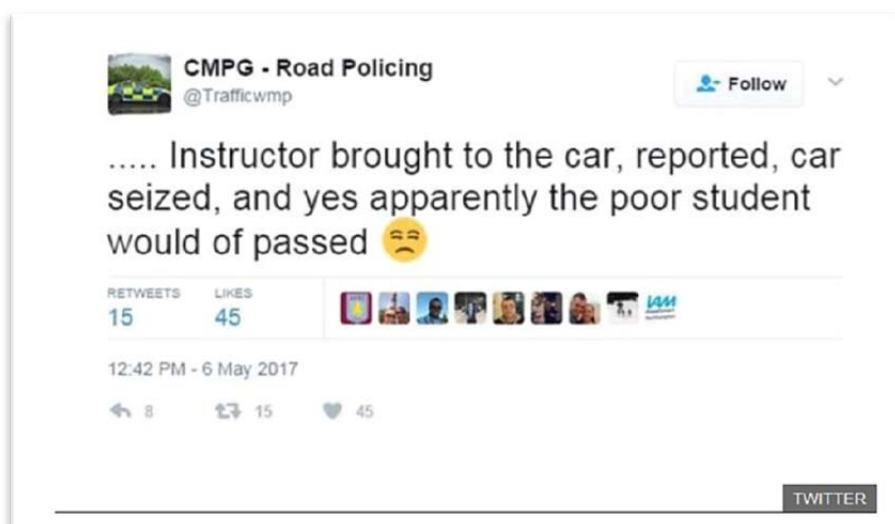 CMPG - Road Policing
@Trafficwmp
Follow
..... Instructor brought to the car, reported, car
seized, and yes apparently the poor student
would of passed
RETWEETS LIKES
15 45
IAM
12:42 PM - 6 May 2017
8 15 45
TWITTER